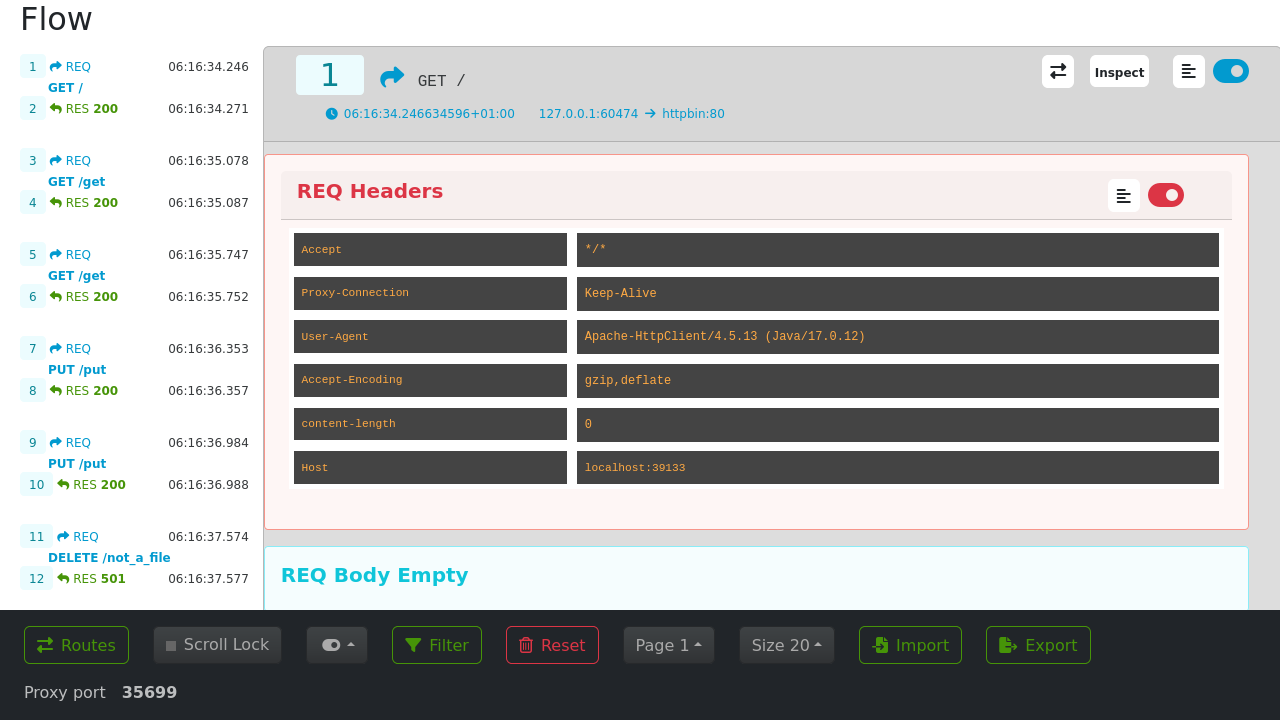 Flow
1 REQ 06:16:34.246
GET /
2 RES 200 06:16:34.271
3 REQ 06:16:35.078
GET /get
4 RES 200 06:16:35.087
5 REQ 06:16:35.747
GET /get
6 RES 200 06:16:35.752
7 REQ 06:16:36.353
PUT /put
8 RES 200 06:16:36.357
9 REQ 06:16:36.984
PUT /put
10 RES 200 06:16:36.988
11 REQ 06:16:37.574
DELETE /not_a_file
12 RES 501 06:16:37.577
1 GET / Inspect
06:16:34.246634596+01:00 127.0.0.1:60474 → httpbin:80
REQ Headers
Accept */*
Proxy-Connection Keep-Alive
User-Agent Apache-HttpClient/4.5.13 (Java/17.0.12)
Accept-Encoding gzip,deflate
content-length 0
Host localhost:39133
REQ Body Empty
Routes Scroll Lock Filter Reset Page 1 Size 20 Import Export
Proxy port 35699